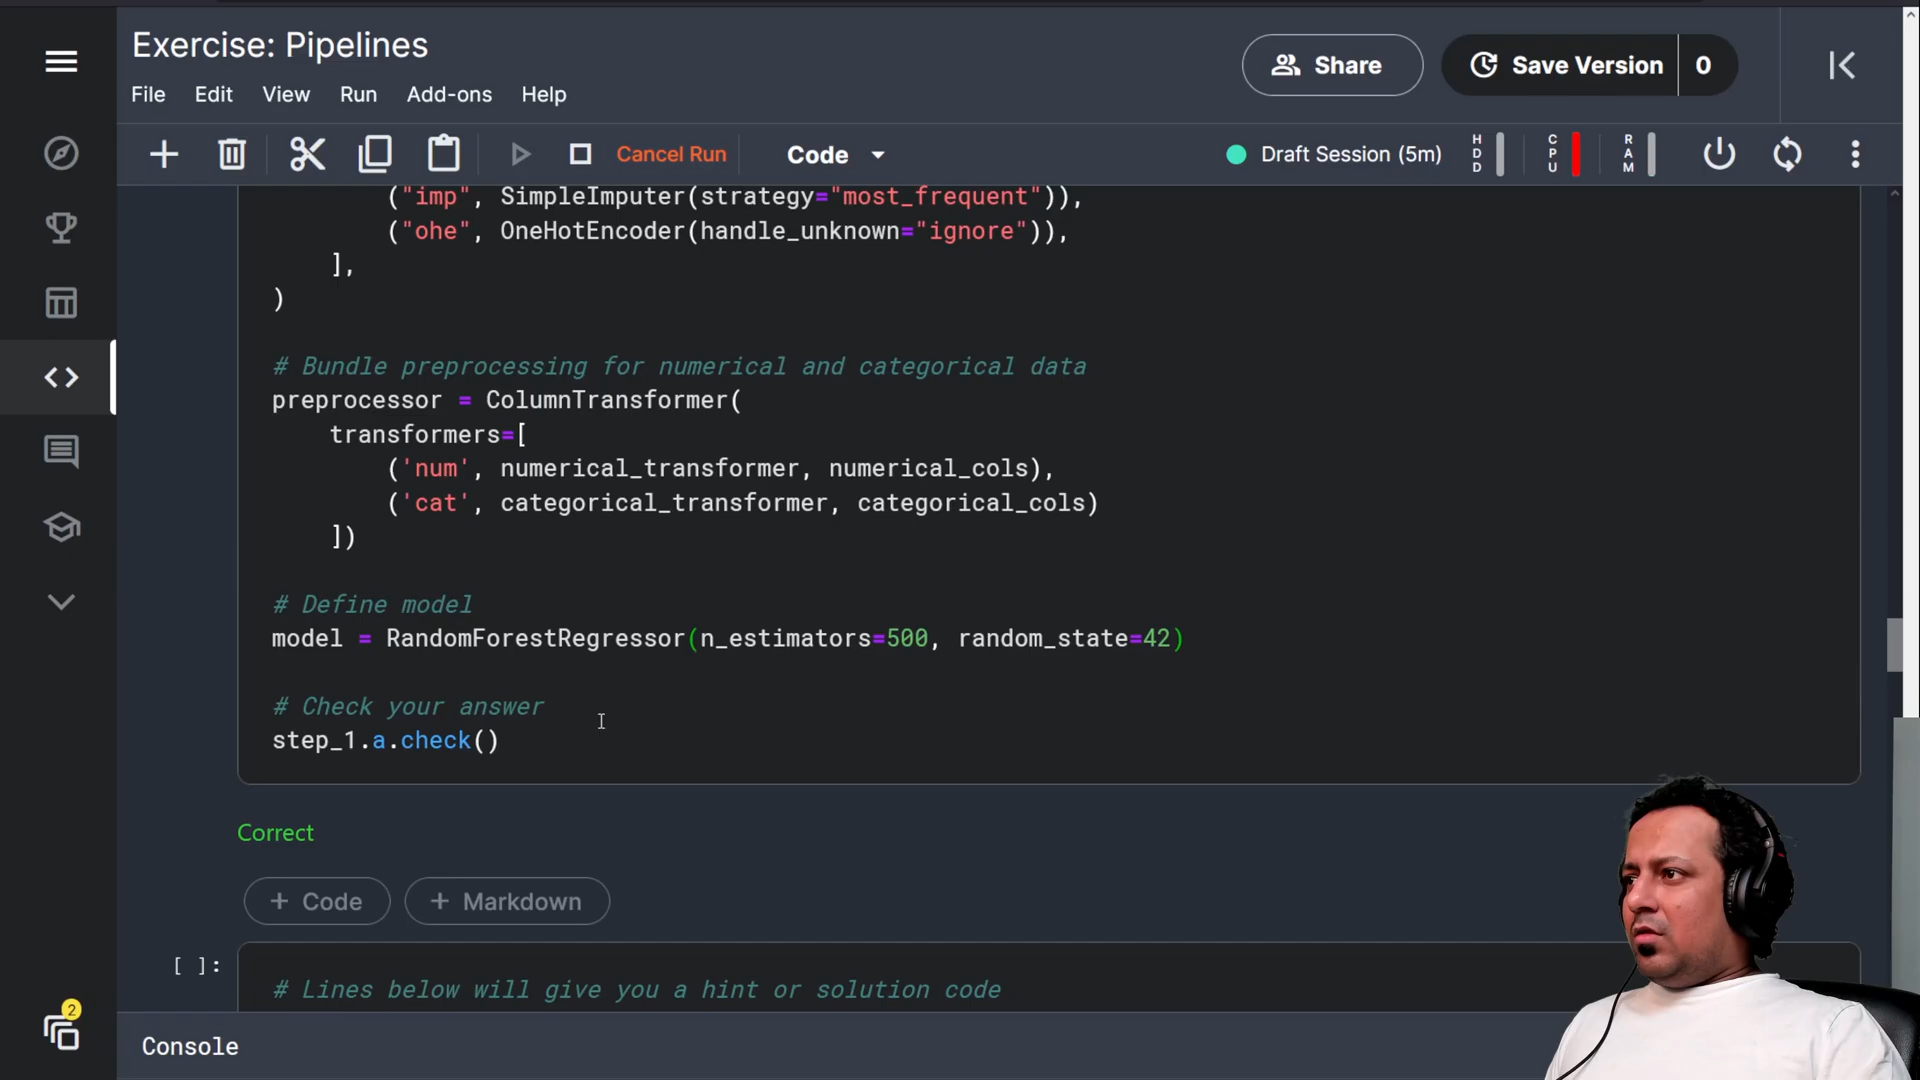 Exercise: Pipelines
Share
Save Version 0
File Edit View Run Add-ons Help
Cancel Run
Code
Draft Session (5m)
HDD
CPU
RAM
("imp", SimpleImputer(strategy="most_frequent")),
("ohe", OneHotEncoder(handle_unknown="ignore")),
],
)
# Bundle preprocessing for numerical and categorical data
preprocessor = ColumnTransformer(
transformers=[
('num', numerical_transformer, numerical_cols),
('cat', categorical_transformer, categorical_cols)
])
# Define model
model = RandomForestRegressor(n_estimators=500, random_state=42)
# Check your answer
step_1.a.check()
Correct
+ Code + Markdown
[ ]:
# Lines below will give you a hint or solution code
2
Console